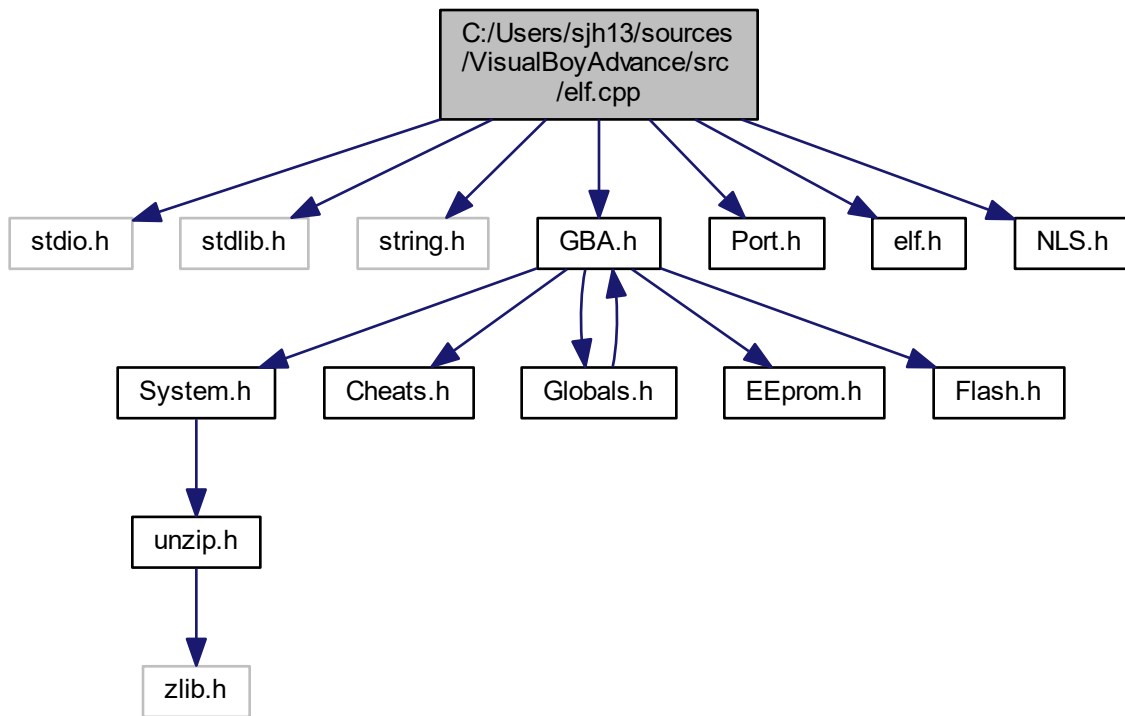 C:/Users/sjh13/sources
/VisualBoyAdvance/src
/elf.cpp
stdio.h
stdlib.h
string.h
GBA.h
Port.h
elf.h
NLS.h
System.h
Cheats.h
Globals.h
EEprom.h
Flash.h
unzip.h
zlib.h